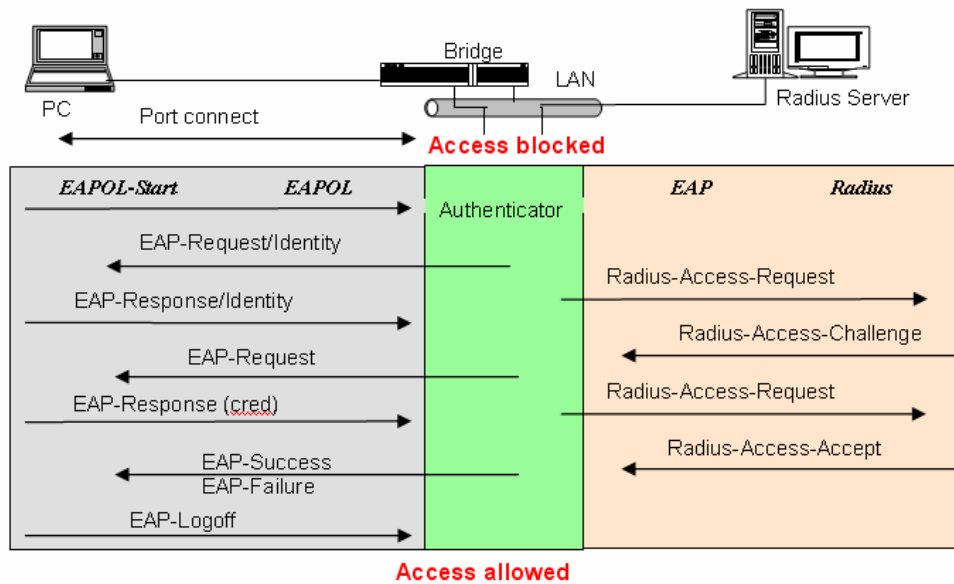 Bridge
LAN
PC
Radius Server
Port connect
Access blocked
EAPOL-Start EAPOL
Authenticator
EAP Radius
EAP-Request/Identity
Radius-Access-Request
EAP-Response/Identity
Radius-Access-Challenge
EAP-Request
Radius-Access-Request
EAP-Response (cred)
Radius-Access-Accept
EAP-Success
EAP-Failure
EAP-Logoff
Access allowed